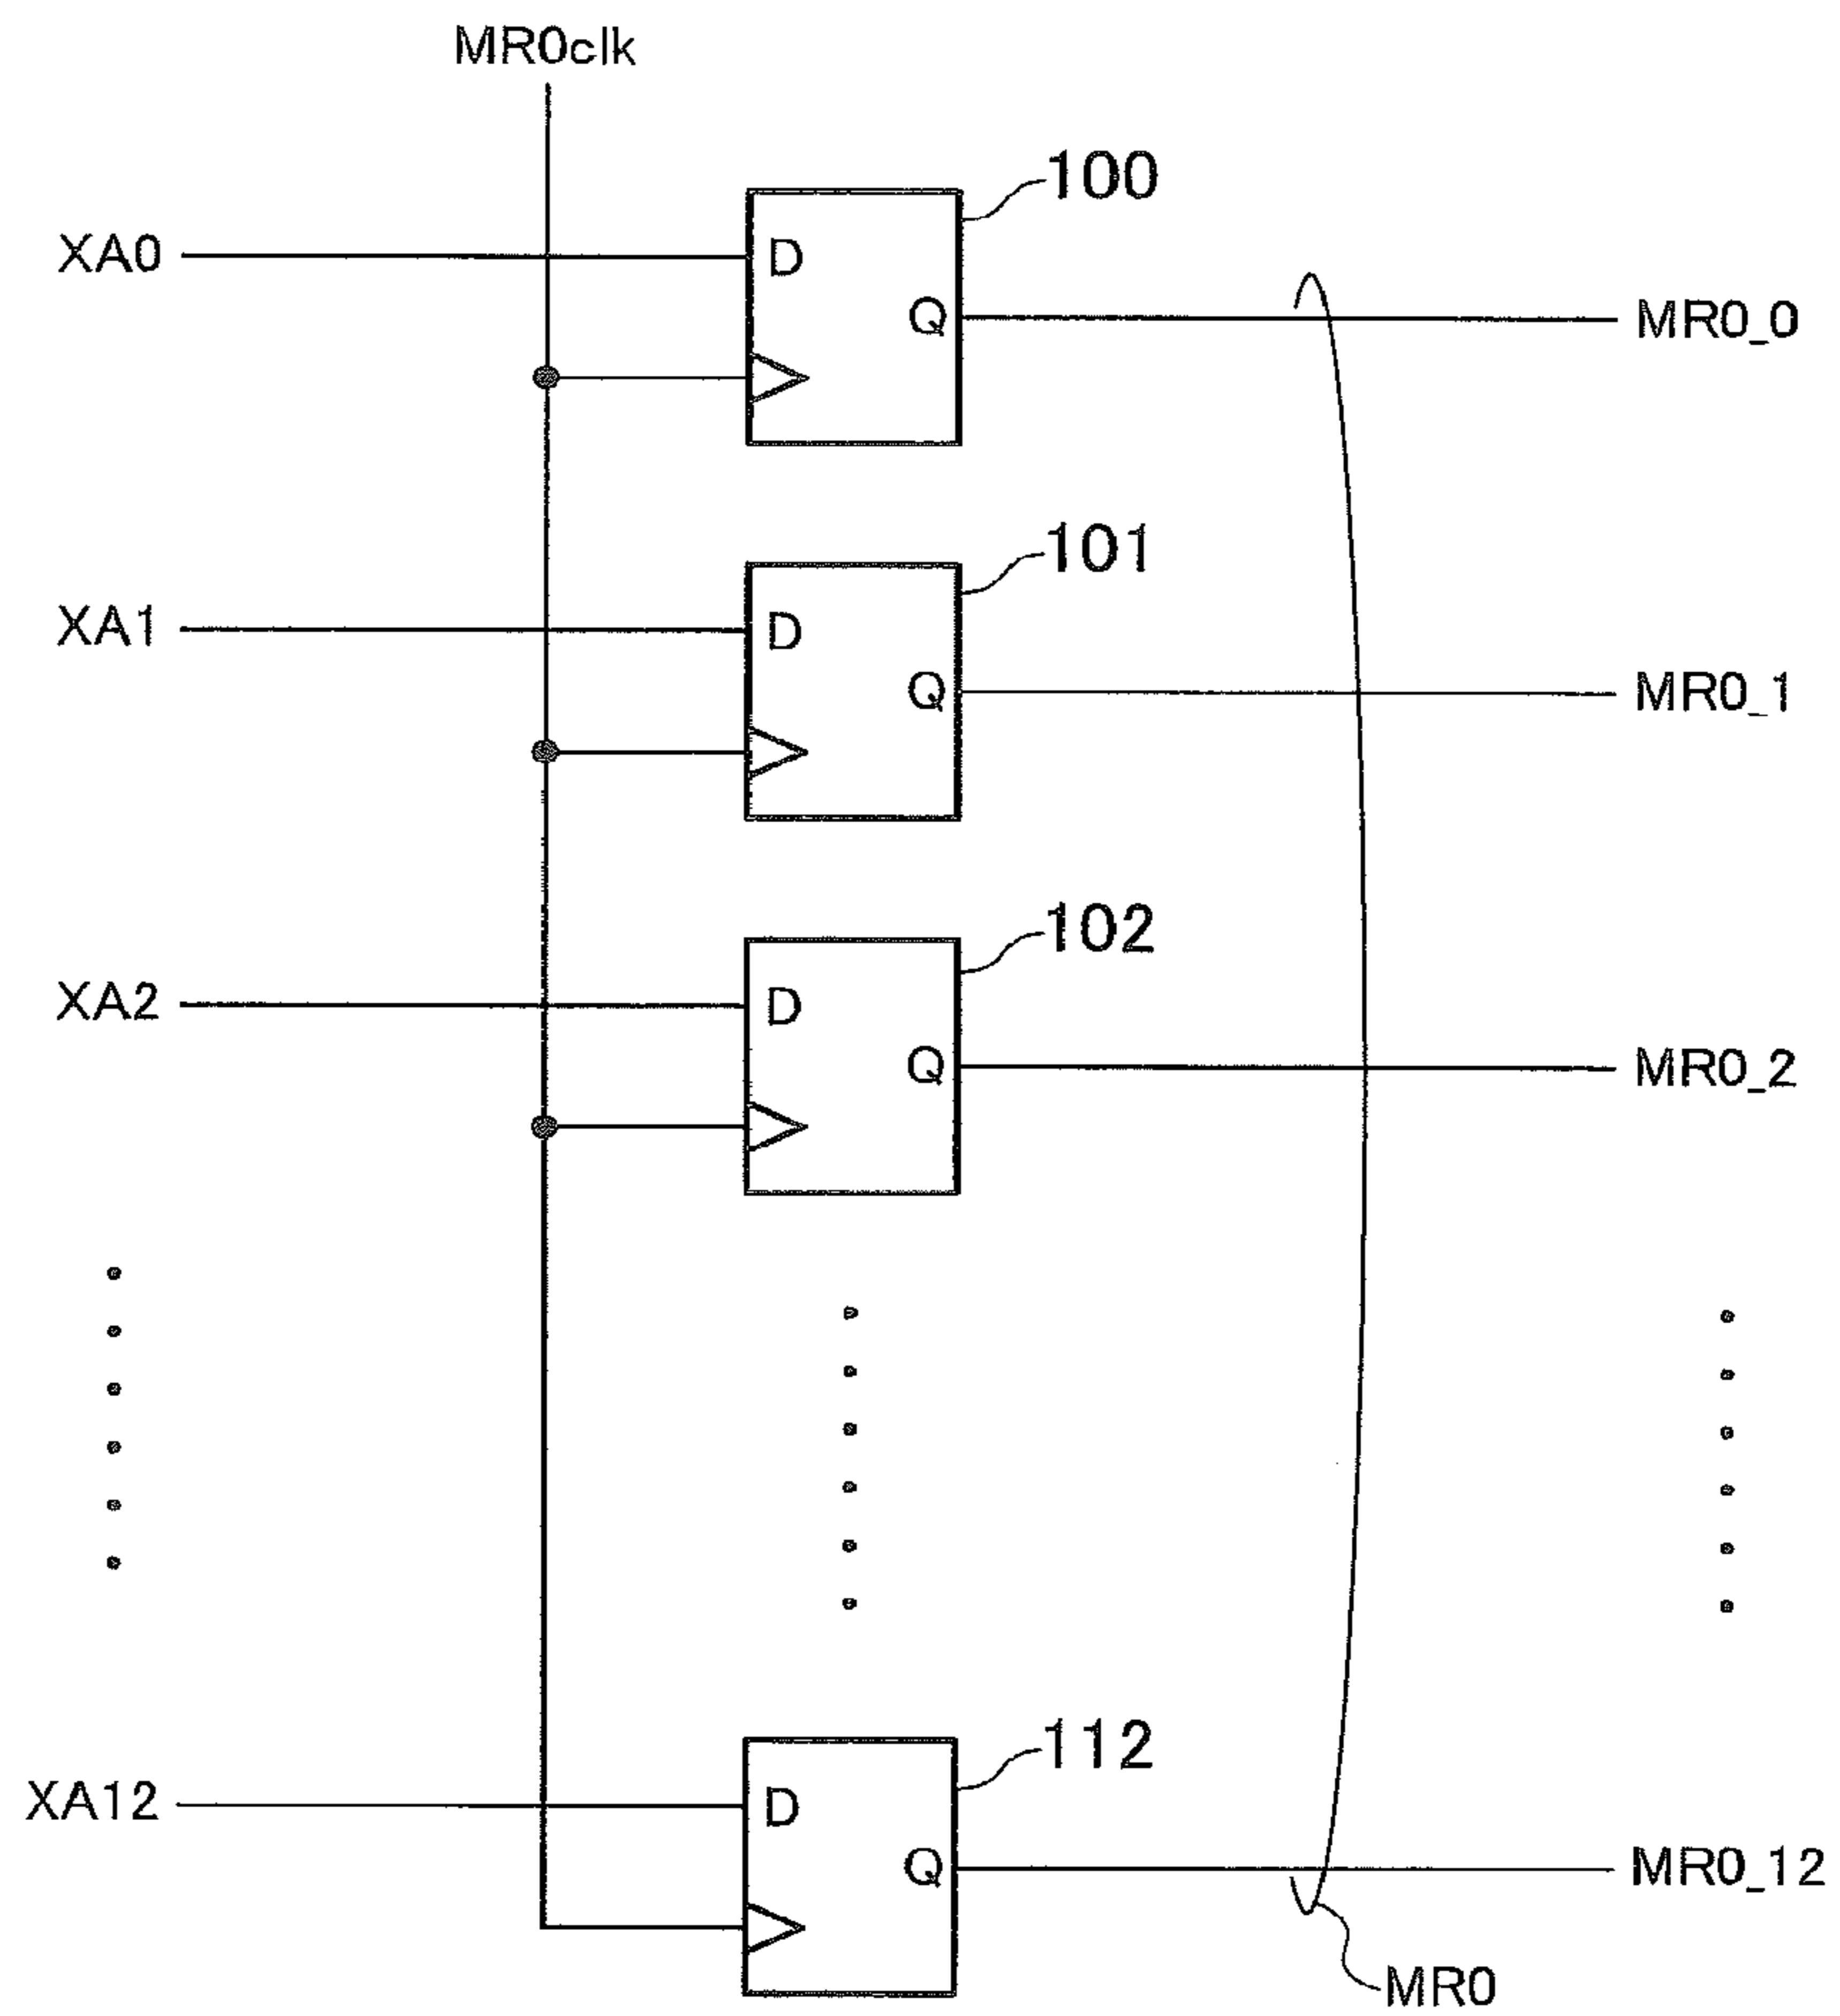 MR0clk
100
XA0
D
Q
MR0_0
101
XA1
D
Q
MR0_1
102
XA2
D
Q
MR0_2
112
XA12
D
Q
MR0_12
MR0